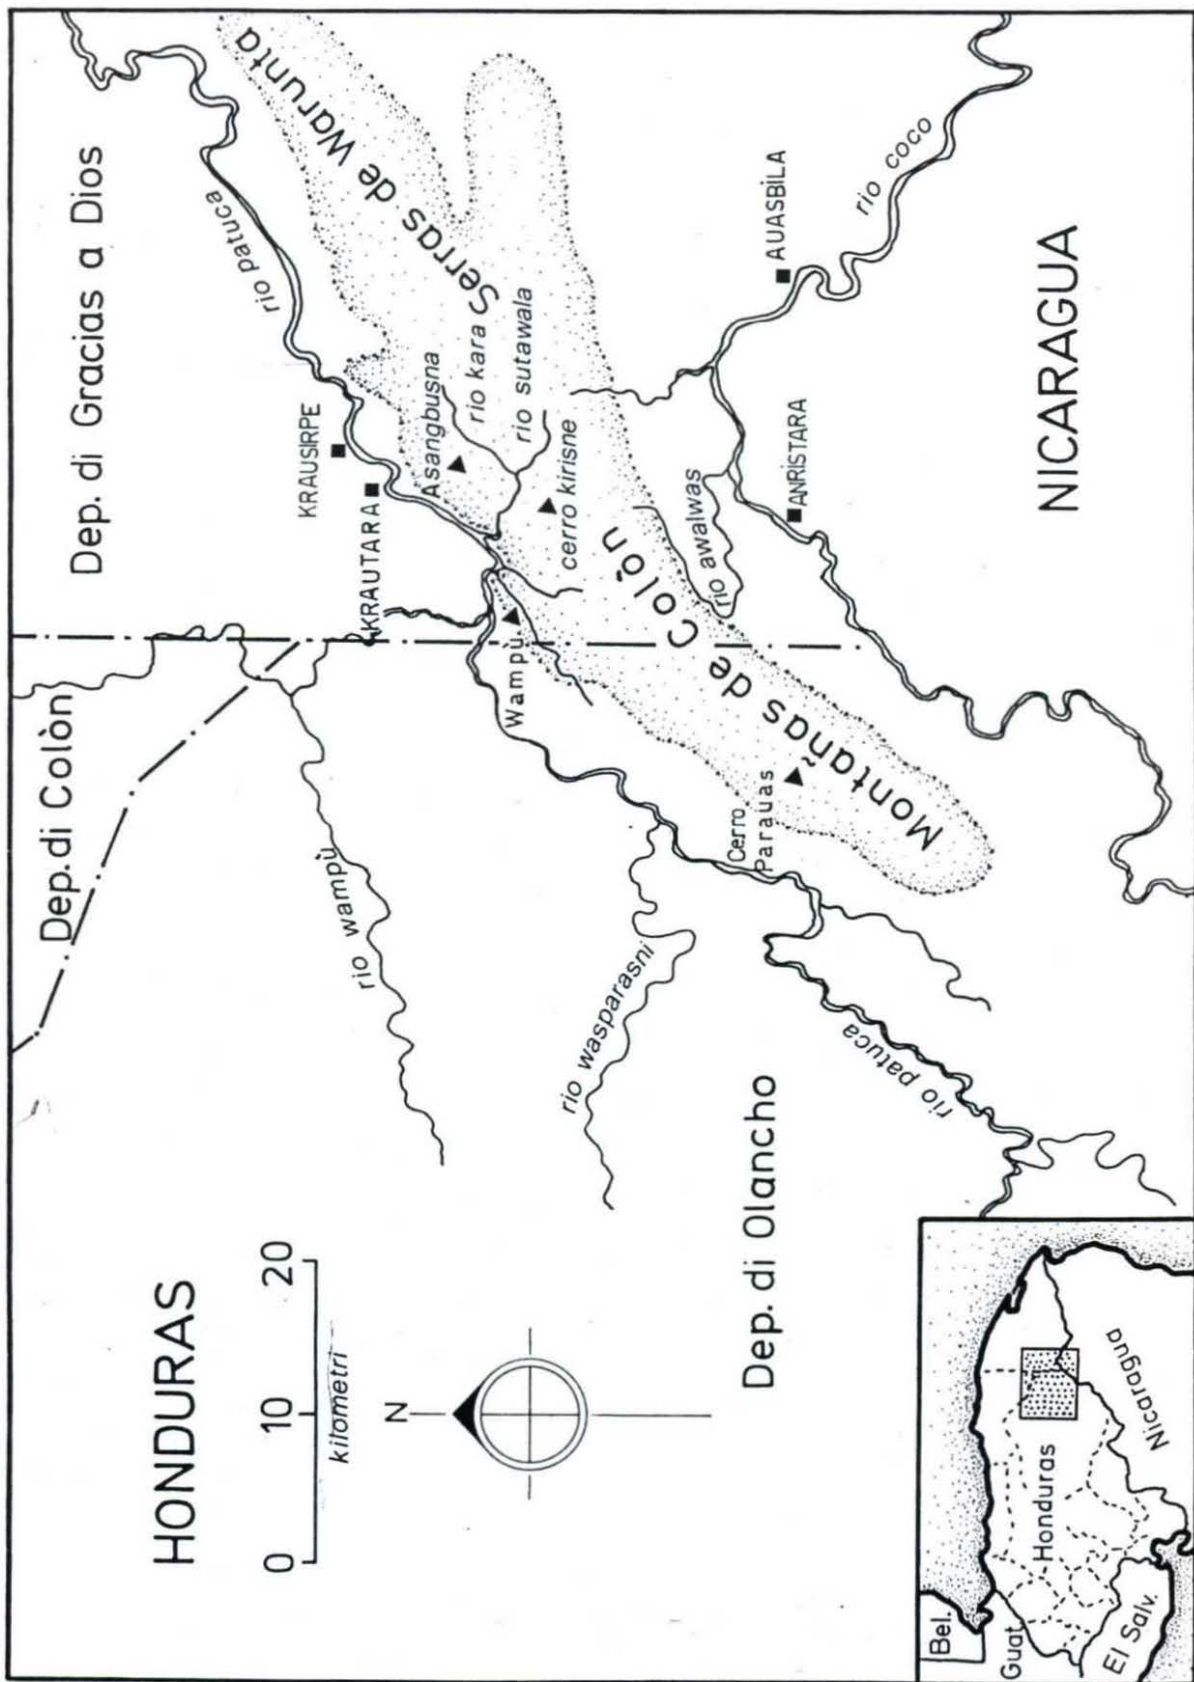 HONDURAS
0 10 20
kilometri
N
Dep. di Colòn
Dep. di Gracias a Dios
rio patuca
Serras de Warunta
KRAUSIRPE
KRAUTARA
Asangbusna
rio kara
rio sutawala
cerro kirisne
rio wampù
Wampù
rio wasparasni
Montañas de Colòn
rio awalwas
Cerro
Parauas
AUASBILA
rio coco
ANRISTARA
NICARAGUA
Dep. di Olancho
rio patuca
Bel.
Guat.
Honduras
El Salv.
Nicaragua